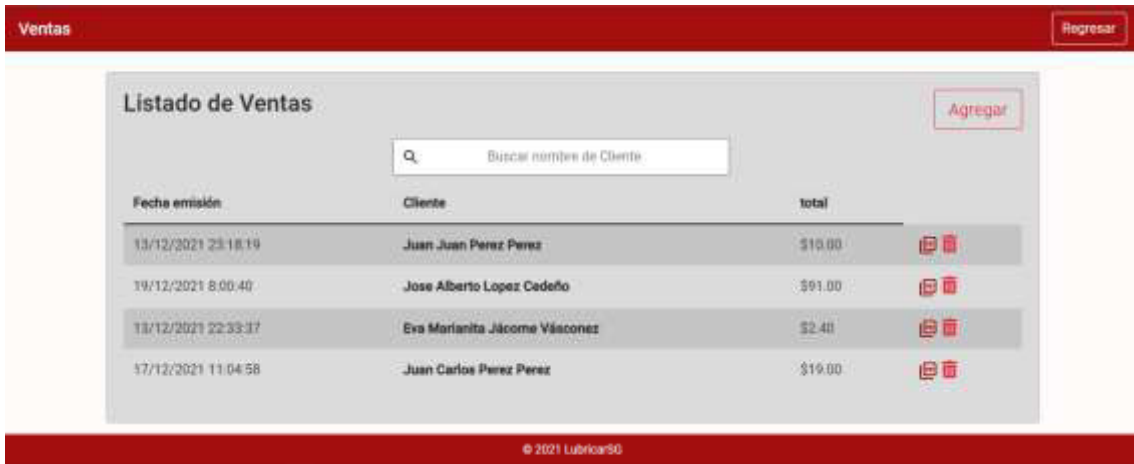 Ventas
Regresar
Listado de Ventas
Agregar
Buscar nombre de Cliente
Fecha emisión Cliente total
13/12/2021 23:18:19 Juan Juan Perez Perez $10.00
19/12/2021 8:00:40 Jose Alberto Lopez Cedeño $91.00
13/12/2021 22:33:37 Eva Marianita Jácome Vásconez $2.40
17/12/2021 11:04:58 Juan Carlos Perez Perez $19.00
© 2021 LubricarSG